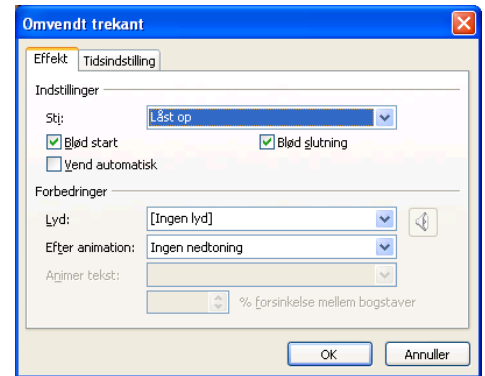 Omvendt trekant
Effekt Tidsindstilling
Indstillinger
Sti: Låst op
Blød start Blød slutning
Vend automatisk
Forbedringer
Lyd: [Ingen lyd]
Efter animation: Ingen nedtoning
Animer tekst:
% forsinkelse mellem bogstaver
OK Annuller